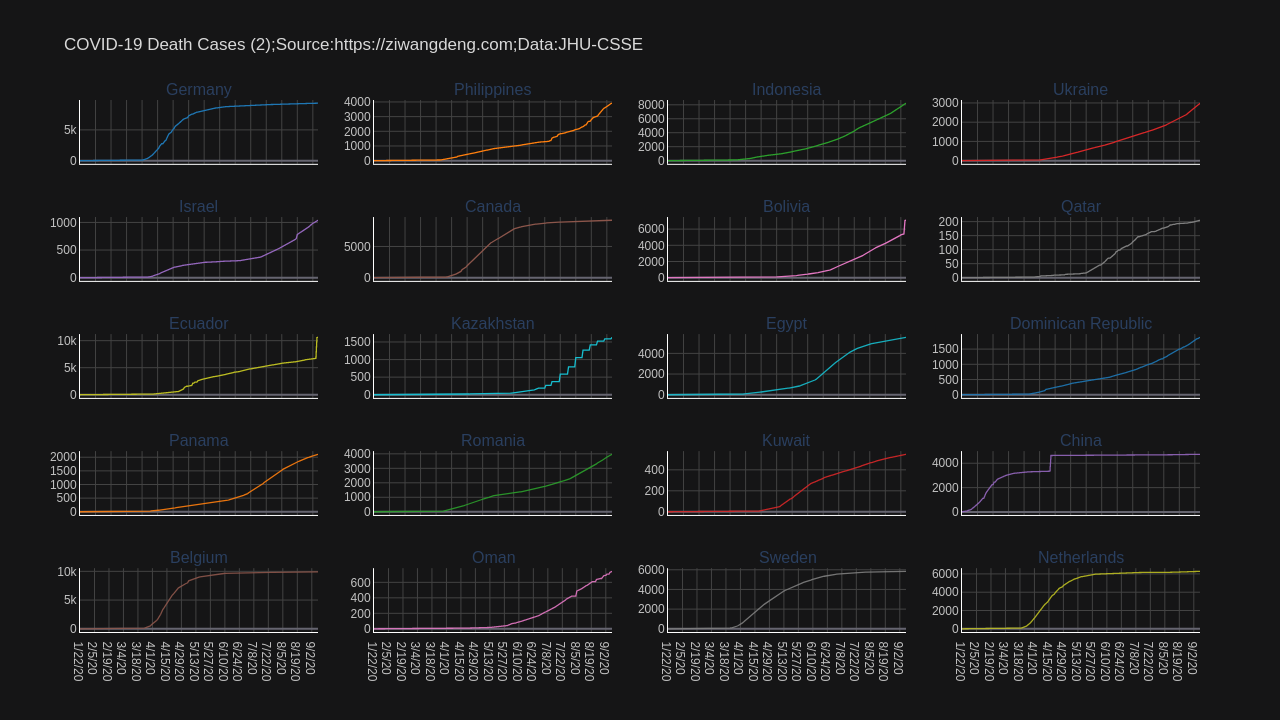 COVID-19 Death Cases (2);Source:https://ziwangdeng.com;Data:JHU-CSSE
Germany Philippines Indonesia Ukraine
5k 0 4000 3000 2000 1000 0 8000 6000 4000 2000 0 3000 2000 1000 0
Israel Canada Bolivia Qatar
1000 500 0 5000 0 6000 4000 2000 0 200 150 100 50 0
Ecuador Kazakhstan Egypt Dominican Republic
10k 5k 0 1500 1000 500 0 4000 2000 0 1500 1000 500 0
Panama Romania Kuwait China
2000 1500 1000 500 0 4000 3000 2000 1000 0 400 200 0 4000 2000 0
Belgium Oman Sweden Netherlands
10k 5k 0 600 400 200 0 6000 4000 2000 0 6000 4000 2000 0
1/22/20 2/5/20 2/19/20 3/4/20 3/18/20 4/1/20 4/15/20 4/29/20 5/13/20 5/27/20 6/10/20 6/24/20 7/8/20 7/22/20 8/5/20 8/19/20 9/2/20
1/22/20 2/5/20 2/19/20 3/4/20 3/18/20 4/1/20 4/15/20 4/29/20 5/13/20 5/27/20 6/10/20 6/24/20 7/8/20 7/22/20 8/5/20 8/19/20 9/2/20
1/22/20 2/5/20 2/19/20 3/4/20 3/18/20 4/1/20 4/15/20 4/29/20 5/13/20 5/27/20 6/10/20 6/24/20 7/8/20 7/22/20 8/5/20 8/19/20 9/2/20
1/22/20 2/5/20 2/19/20 3/4/20 3/18/20 4/1/20 4/15/20 4/29/20 5/13/20 5/27/20 6/10/20 6/24/20 7/8/20 7/22/20 8/5/20 8/19/20 9/2/20